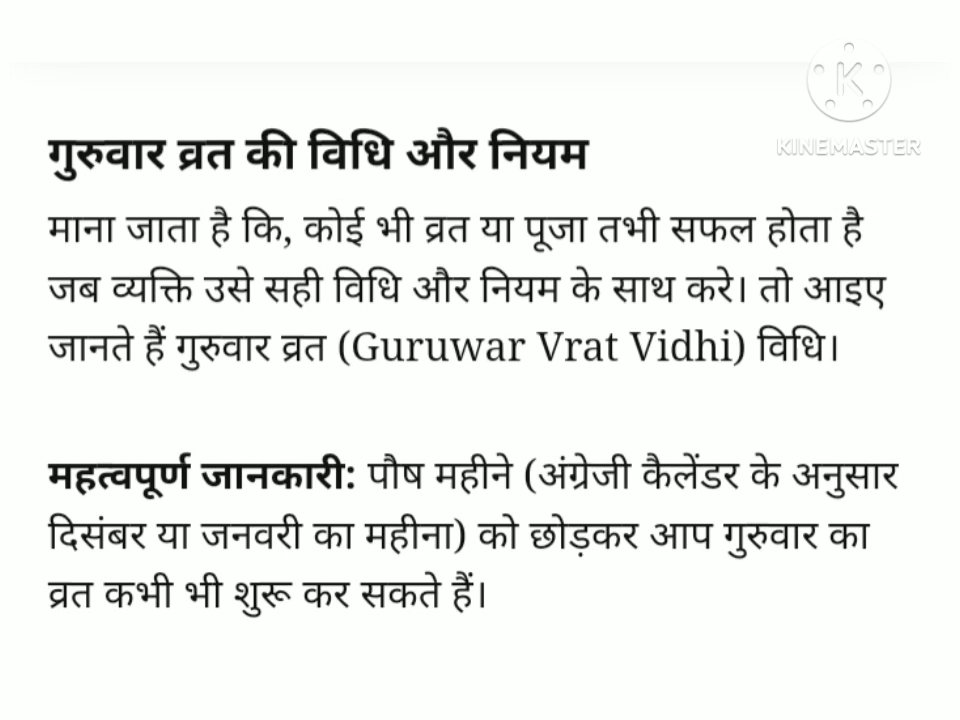 KINEMASTER
गुरुवार व्रत की विधि और नियम
माना जाता है कि, कोई भी व्रत या पूजा तभी सफल होता है
जब व्यक्ति उसे सही विधि और नियम के साथ करे। तो आइए
जानते हैं गुरुवार व्रत (Guruwar Vrat Vidhi) विधि।
महत्वपूर्ण जानकारी: पौष महीने (अंग्रेजी कैलेंडर के अनुसार
दिसंबर या जनवरी का महीना) को छोड़कर आप गुरुवार का
व्रत कभी भी शुरू कर सकते हैं।